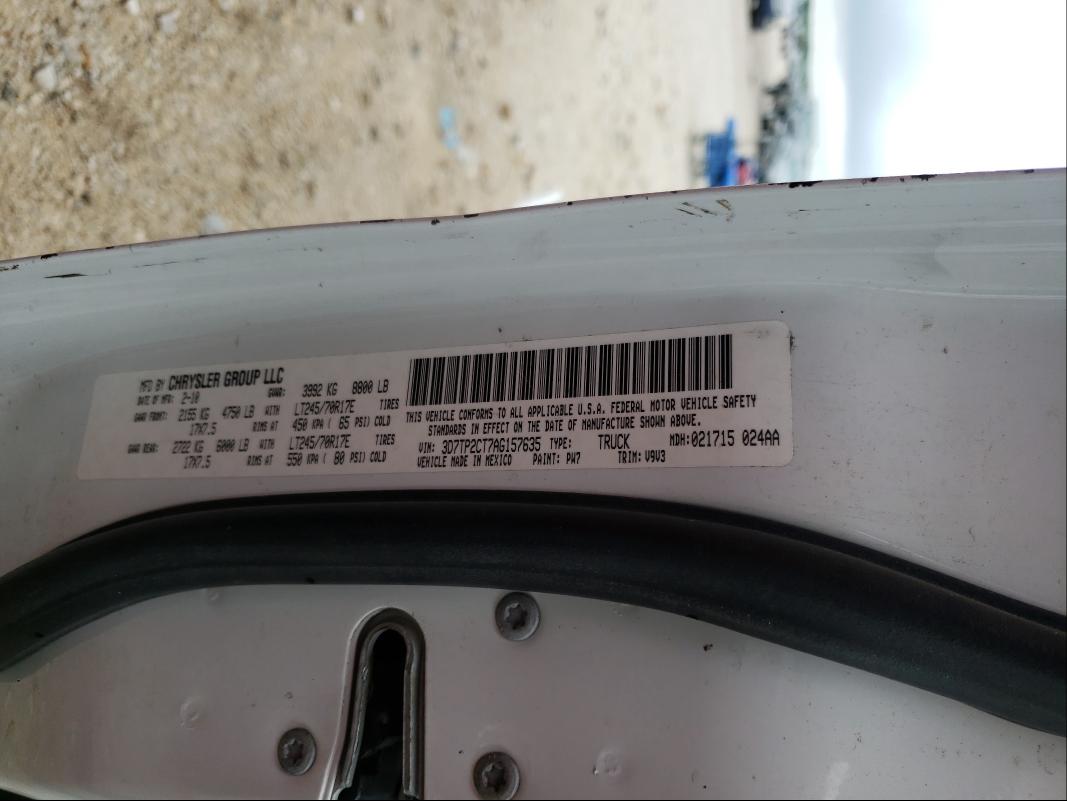 MFD BY CHRYSLER GROUP LLC
DATE OF MFR: 2-10 GVWR: 3992 KG 8800 LB
GAWR FRONT: 2155 KG 4750 LB WITH LT245/70R17E TIRES
17X7.5 RIMS AT 450 KPA ( 65 PSI) COLD
GAWR REAR: 2722 KG 6000 LB WITH LT245/70R17E TIRES
17X7.5 RIMS AT 550 KPA ( 80 PSI) COLD
THIS VEHICLE CONFORMS TO ALL APPLICABLE U.S.A. FEDERAL MOTOR VEHICLE SAFETY
STANDARDS IN EFFECT ON THE DATE OF MANUFACTURE SHOWN ABOVE.
VIN: 3D7TP2CT7AG157635 TYPE: TRUCK MDH: 021715 024AA
VEHICLE MADE IN MEXICO PAINT: PW7 TRIM: V9V3